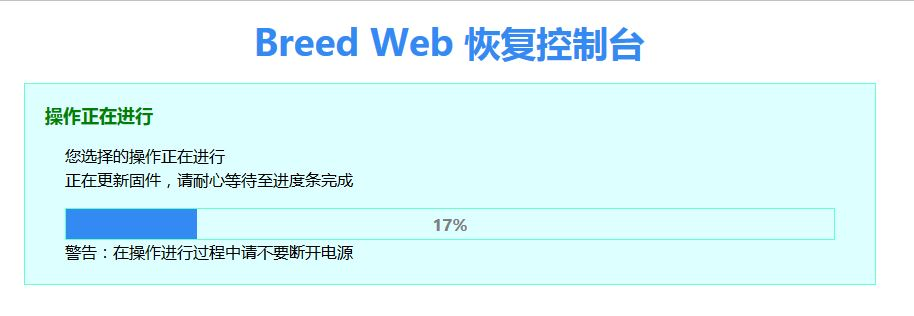 Breed Web 恢复控制台
操作正在进行
您选择的操作正在进行
正在更新固件，请耐心等待至进度条完成
17%
警告：在操作进行过程中请不要断开电源